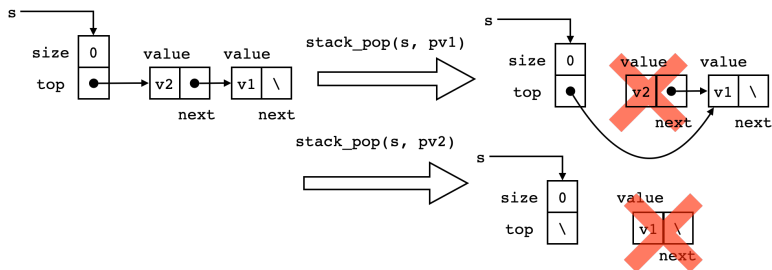 s
stack_pop(s, pv1)
s
size 0
value value
top
v2
v1 \
next next
size 0
value value
top
v2
v1 \
next next
stack_pop(s, pv2)
s
size 0
value
top \
v1 \
next